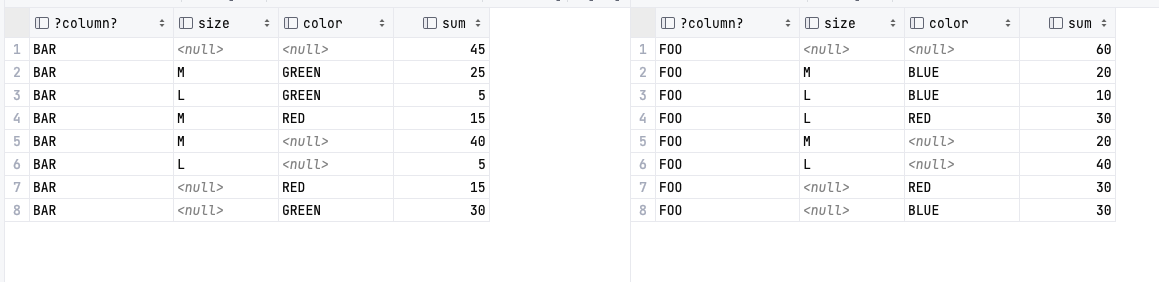 ?column? size color sum
1 BAR <null> <null> 45
2 BAR M GREEN 25
3 BAR L GREEN 5
4 BAR M RED 15
5 BAR M <null> 40
6 BAR L <null> 5
7 BAR <null> RED 15
8 BAR <null> GREEN 30
?column? size color sum
1 FOO <null> <null> 60
2 FOO M BLUE 20
3 FOO L BLUE 10
4 FOO L RED 30
5 FOO M <null> 20
6 FOO L <null> 40
7 FOO <null> RED 30
8 FOO <null> BLUE 30